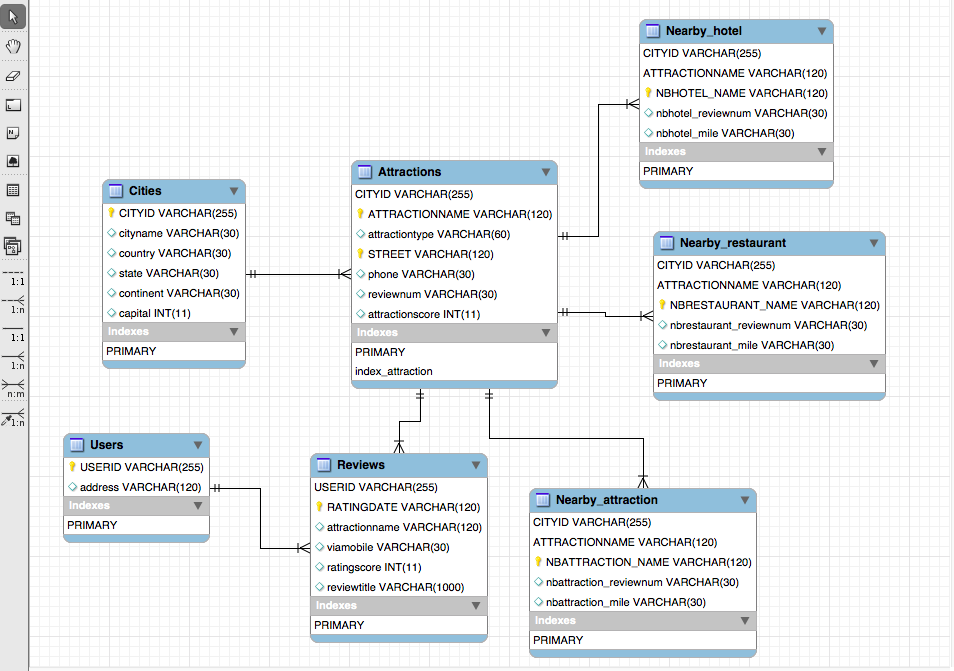 1:1
1:n
1:1
1:n
n:m
1:n
Cities
CITYID VARCHAR(255)
cityname VARCHAR(30)
country VARCHAR(30)
state VARCHAR(30)
continent VARCHAR(30)
capital INT(11)
Indexes
PRIMARY
Attractions
CITYID VARCHAR(255)
ATTRACTIONNAME VARCHAR(120)
attractiontype VARCHAR(60)
STREET VARCHAR(120)
phone VARCHAR(30)
reviewnum VARCHAR(30)
attractionscore INT(11)
Indexes
PRIMARY
index_attraction
Nearby_hotel
CITYID VARCHAR(255)
ATTRACTIONNAME VARCHAR(120)
NBHOTEL_NAME VARCHAR(120)
nbhotel_reviewnum VARCHAR(30)
nbhotel_mile VARCHAR(30)
Indexes
PRIMARY
Nearby_restaurant
CITYID VARCHAR(255)
ATTRACTIONNAME VARCHAR(120)
NBRESTAURANT_NAME VARCHAR(120)
nbrestaurant_reviewnum VARCHAR(30)
nbrestaurant_mile VARCHAR(30)
Indexes
PRIMARY
Users
USERID VARCHAR(255)
address VARCHAR(120)
Indexes
PRIMARY
Reviews
USERID VARCHAR(255)
RATINGDATE VARCHAR(120)
attractionname VARCHAR(120)
viamobile VARCHAR(30)
ratingscore INT(11)
reviewtitle VARCHAR(1000)
Indexes
PRIMARY
Nearby_attraction
CITYID VARCHAR(255)
ATTRACTIONNAME VARCHAR(120)
NBATTRACTION_NAME VARCHAR(120)
nbattraction_reviewnum VARCHAR(30)
nbattraction_mile VARCHAR(30)
Indexes
PRIMARY